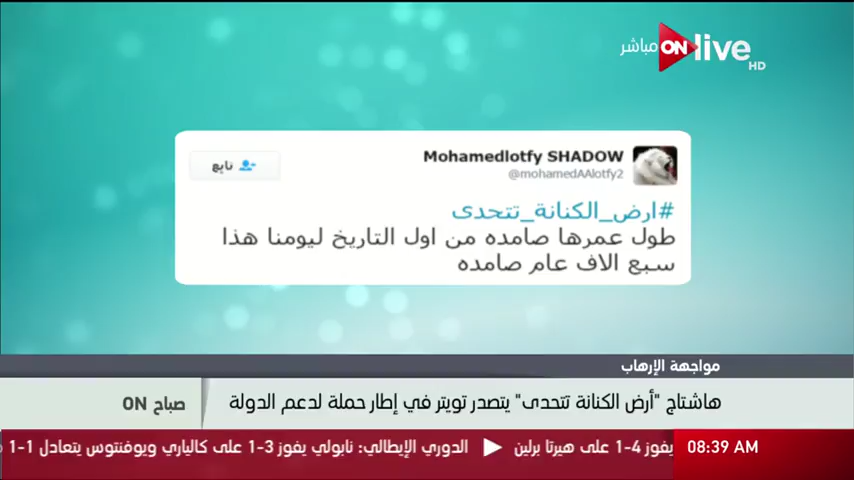 مباشر ON live
HD
Mohamedlotfy SHADOW
@mohamedAAlotfy2
تابع
#ارض_الكنانة_تتحدى
طول عمرها صامده من اول التاريخ ليومنا هذا
سبع الاف عام صامده
مواجهة الإرهاب
هاشتاج "أرض الكنانة تتحدى" يتصدر تويتر في إطار حملة لدعم الدولة
صباح ON
يفوز 4-1 على هيرتا برلين
الدوري الإيطالي: نابولي يفوز 3-1 على كالياري ويوفنتوس يتعادل 1-1
08:39 AM